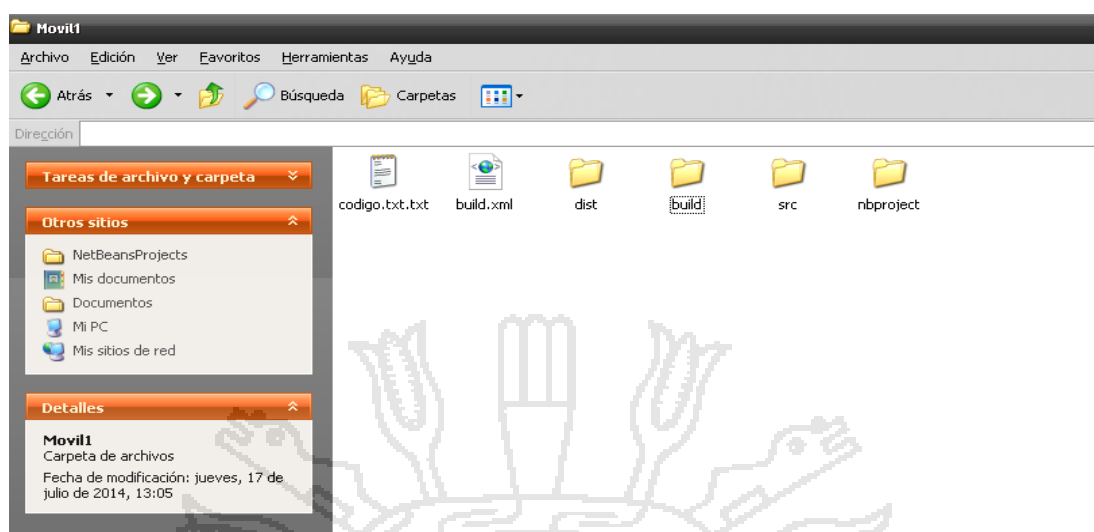 Movil1
Archivo Edición Ver Favoritos Herramientas Ayuda
Atrás Búsqueda Carpetas
Dirección
Tareas de archivo y carpeta
Otros sitios
NetBeansProjects
Mis documentos
Documentos
Mi PC
Mis sitios de red
Detalles
Movil1
Carpeta de archivos
Fecha de modificación: jueves, 17 de
julio de 2014, 13:05
codigo.txt.txt build.xml dist build src nbproject